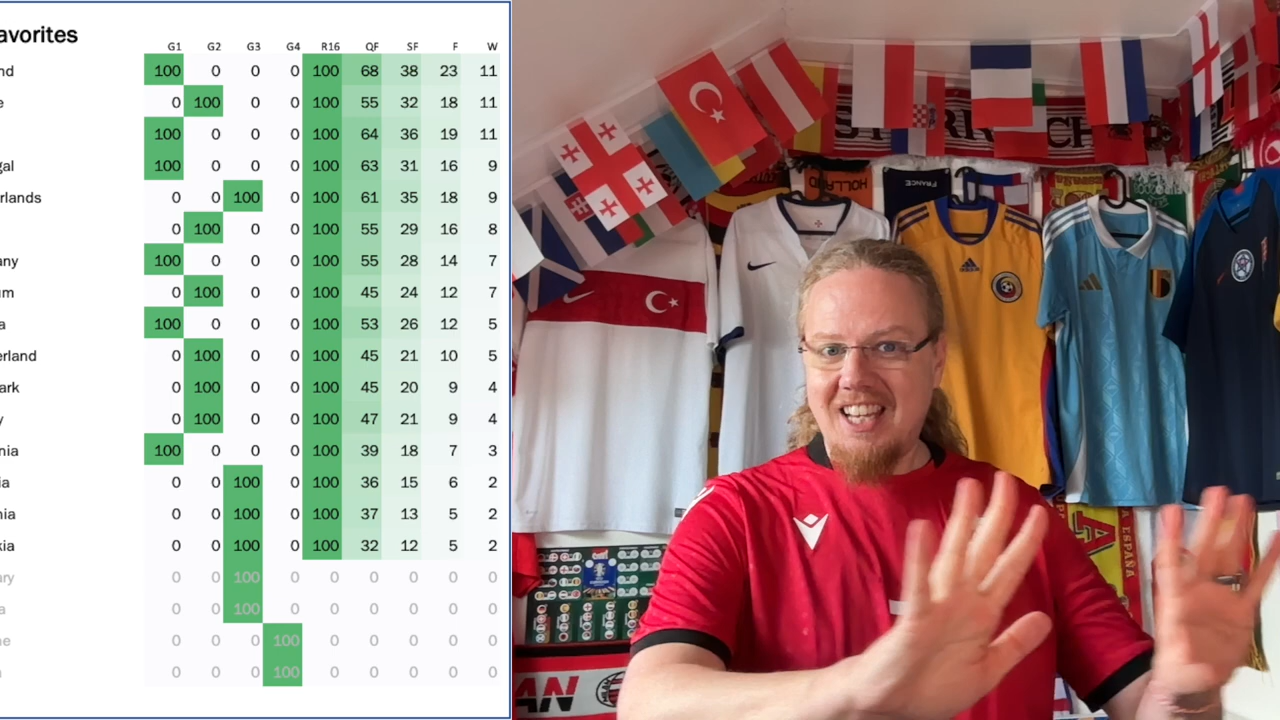 avorites
G1 G2 G3 G4 R16 QF SF F W
nd 100 0 0 0 100 68 38 23 11
e 0 100 0 0 100 55 32 18 11
100 0 0 0 100 64 36 19 11
gal 100 0 0 0 100 63 31 16 9
rlands 0 0 100 0 100 61 35 18 9
0 100 0 0 100 55 29 16 8
any 100 0 0 0 100 55 28 14 7
um 0 100 0 0 100 45 24 12 7
a 100 0 0 0 100 53 26 12 5
erland 0 100 0 0 100 45 21 10 5
ark 0 100 0 0 100 45 20 9 4
y 0 100 0 0 100 47 21 9 4
nia 100 0 0 0 100 39 18 7 3
ia 0 0 100 0 100 36 15 6 2
nia 0 0 100 0 100 37 13 5 2
kia 0 0 100 0 100 32 12 5 2
ary 0 0 100 0 0 0 0 0 0
a 0 0 100 0 0 0 0 0 0
ne 0 0 0 100 0 0 0 0 0
0 0 0 100 0 0 0 0 0
HOLLAND
FRANCE
CH
ESPAÑA
AN